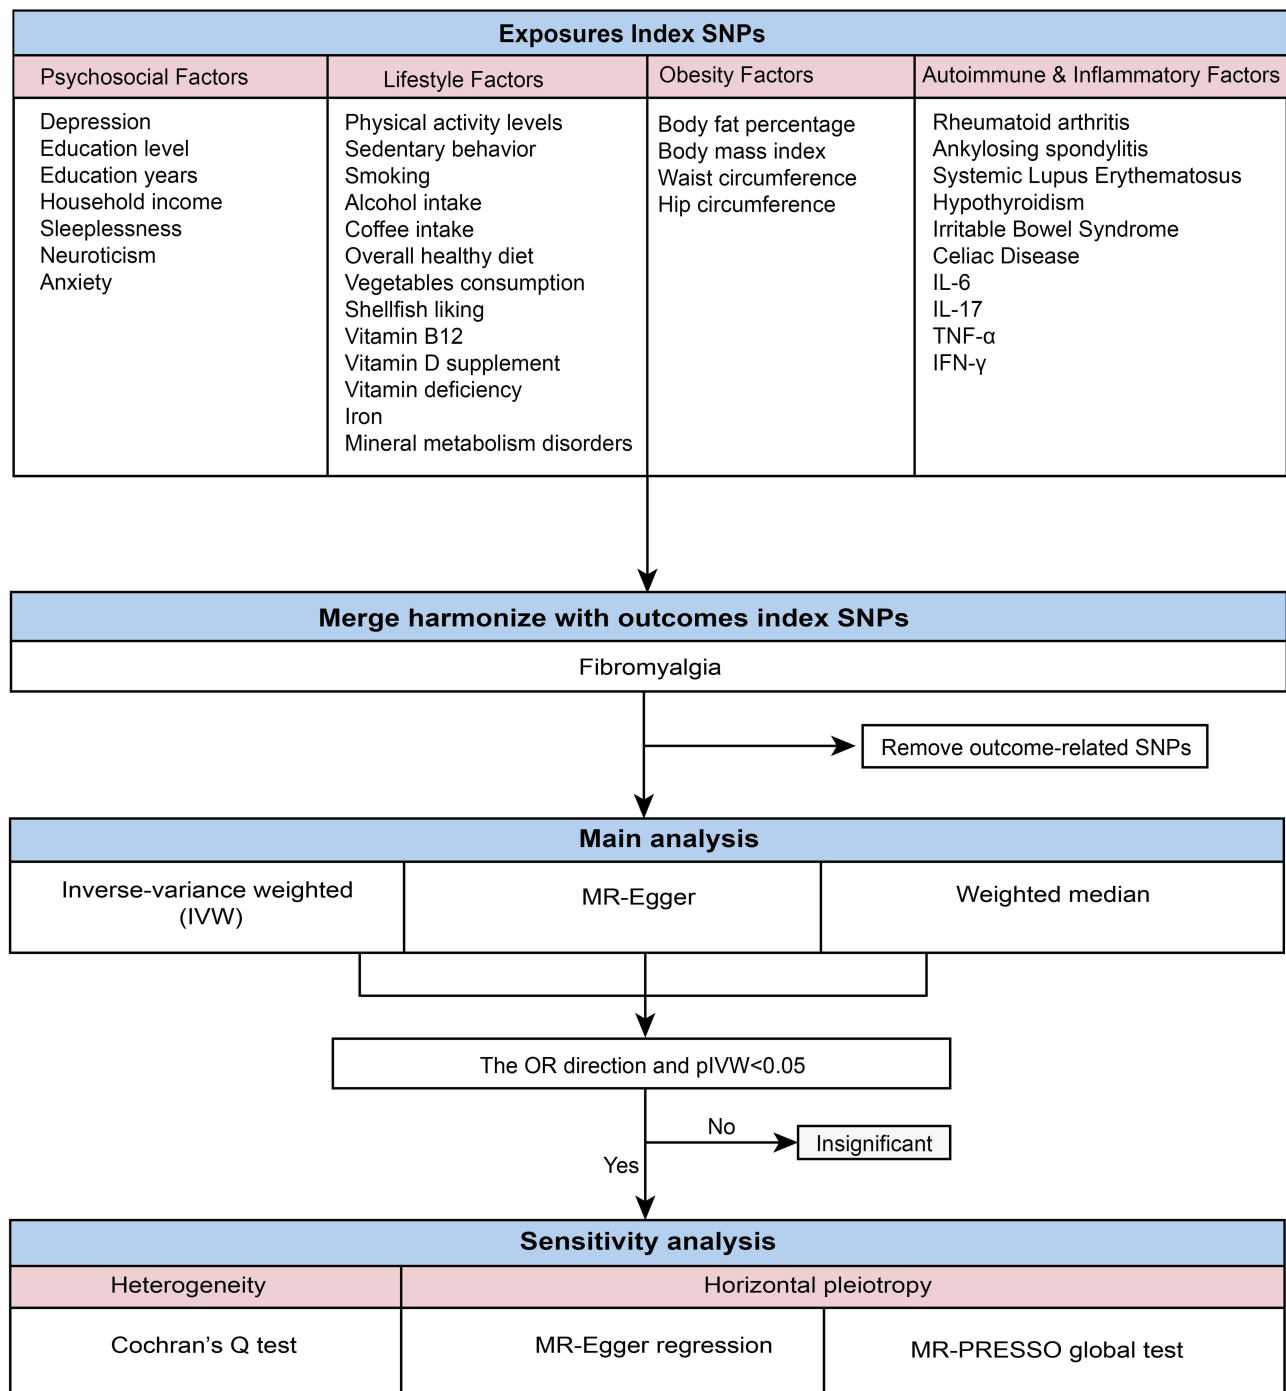 Exposures Index SNPs
Psychosocial Factors
Depression
Education level
Education years
Household income
Sleeplessness
Neuroticism
Anxiety
Lifestyle Factors
Physical activity levels
Sedentary behavior
Smoking
Alcohol intake
Coffee intake
Overall healthy diet
Vegetables consumption
Shellfish liking
Vitamin B12
Vitamin D supplement
Vitamin deficiency
Iron
Mineral metabolism disorders
Obesity Factors
Body fat percentage
Body mass index
Waist circumference
Hip circumference
Autoimmune & Inflammatory Factors
Rheumatoid arthritis
Ankylosing spondylitis
Systemic Lupus Erythematosus
Hypothyroidism
Irritable Bowel Syndrome
Celiac Disease
IL-6
IL-17
TNF-α
IFN-γ
Merge harmonize with outcomes index SNPs
Fibromyalgia
Remove outcome-related SNPs
Main analysis
Inverse-variance weighted
(IVW)
MR-Egger
Weighted median
The OR direction and pIVW<0.05
No
Insignificant
Yes
Sensitivity analysis
Heterogeneity
Horizontal pleiotropy
Cochran’s Q test
MR-Egger regression
MR-PRESSO global test